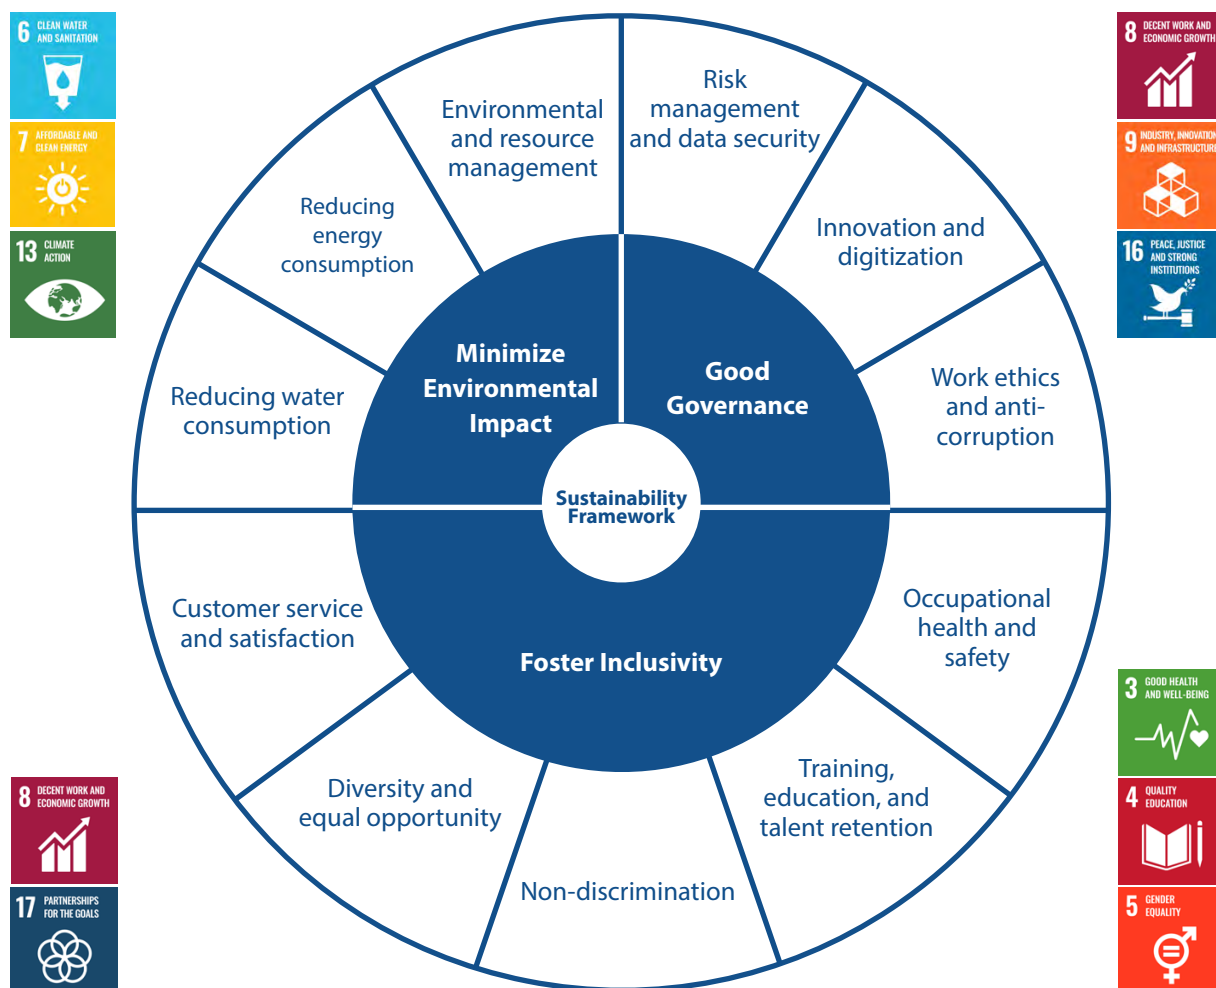 6 CLEAN WATER
AND SANITATION
7 AFFORDABLE AND
CLEAN ENERGY
13 CLIMATE
ACTION
8 DECENT WORK AND
ECONOMIC GROWTH
9 INDUSTRY, INNOVATION
AND INFRASTRUCTURE
16 PEACE, JUSTICE
AND STRONG
INSTITUTIONS
Environmental
and resource
management
Risk
management
and data security
Reducing
energy
consumption
Innovation and
digitization
Reducing water
consumption
Minimize
Environmental
Impact
Good
Governance
Work ethics
and anti-
corruption
Sustainability
Framework
Customer service
and satisfaction
Foster Inclusivity
Occupational
health and
safety
Diversity and
equal opportunity
Non-discrimination
Training,
education, and
talent retention
8 DECENT WORK AND
ECONOMIC GROWTH
17 PARTNERSHIPS
FOR THE GOALS
3 GOOD HEALTH
AND WELL-BEING
4 QUALITY
EDUCATION
5 GENDER
EQUALITY